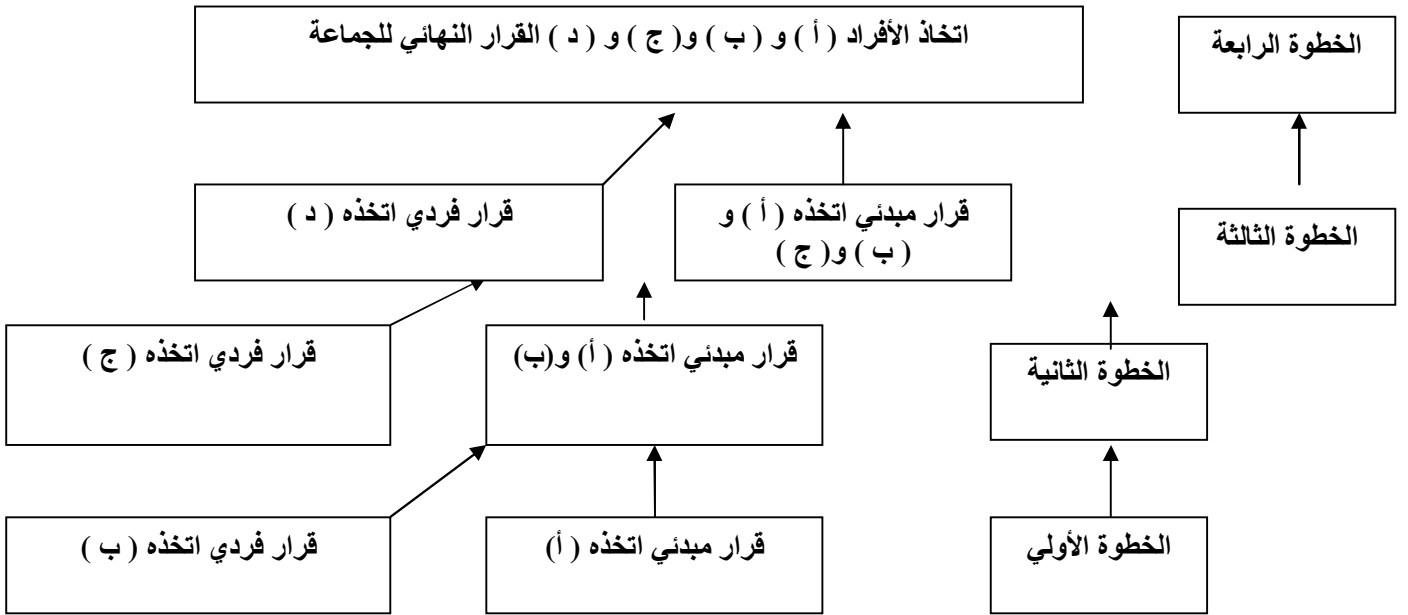 اتخاذ الأفراد ( أ ) و ( ب ) و( ج ) و ( د ) القرار النهائي للجماعة
الخطوة الرابعة
قرار فردي اتخذه ( د )
قرار مبدئي اتخذه ( أ ) و
( ب ) و( ج )
الخطوة الثالثة
قرار فردي اتخذه ( ج )
قرار مبدئي اتخذه ( أ) و(ب)
الخطوة الثانية
قرار فردي اتخذه ( ب )
قرار مبدئي اتخذه ( أ)
الخطوة الأولي